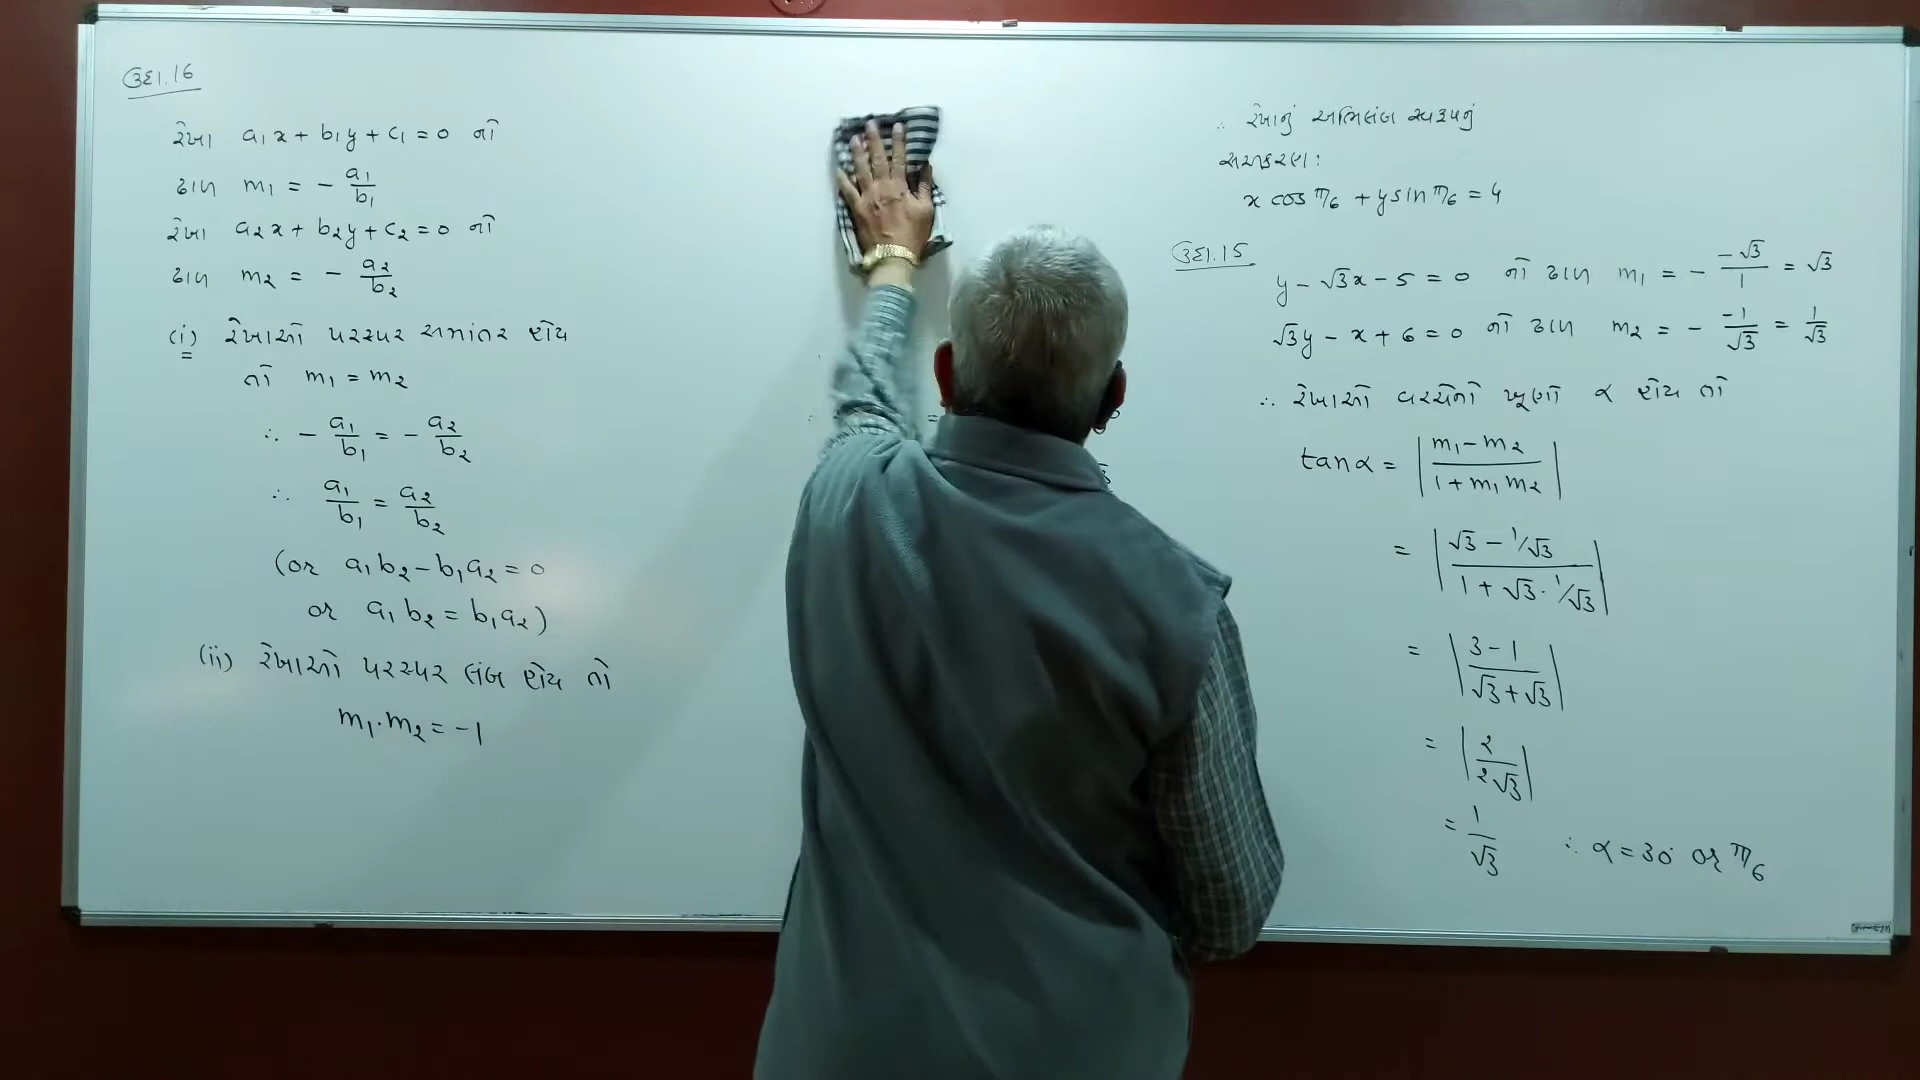 ઉદા.16
રેખા a₁x + b₁y + c₁ = 0 નો
ઢાળ m₁ = - a₁/b₁
રેખા a₂x + b₂y + c₂ = 0 નો
ઢાળ m₂ = - a₂/b₂
(i) રેખાઓ પરસ્પર સમાંતર હોય
તો m₁ = m₂
∴ - a₁/b₁ = - a₂/b₂
∴ a₁/b₁ = a₂/b₂
(or a₁b₂ - b₁a₂ = 0
or a₁b₂ = b₁a₂)
(ii) રેખાઓ પરસ્પર લંબ હોય તો
m₁·m₂ = -1
∴ રેખાનું અભિલંબ સ્વરૂપનું
સમીકરણ :
x cos π/6 + y sin π/6 = 4
ઉદા.15
y - √3x - 5 = 0 નો ઢાળ m₁ = - -√3/1 = √3
√3y - x + 6 = 0 નો ઢાળ m₂ = - -1/√3 = 1/√3
∴ રેખાઓ વચ્ચેનો ખૂણો α હોય તો
tanα = |m₁ - m₂ / 1 + m₁m₂|
= |√3 - 1/√3 / 1 + √3·1/√3|
= |3 - 1 / √3 + √3|
= |2 / 2√3|
= 1/√3 ∴ α = 30° or π/6